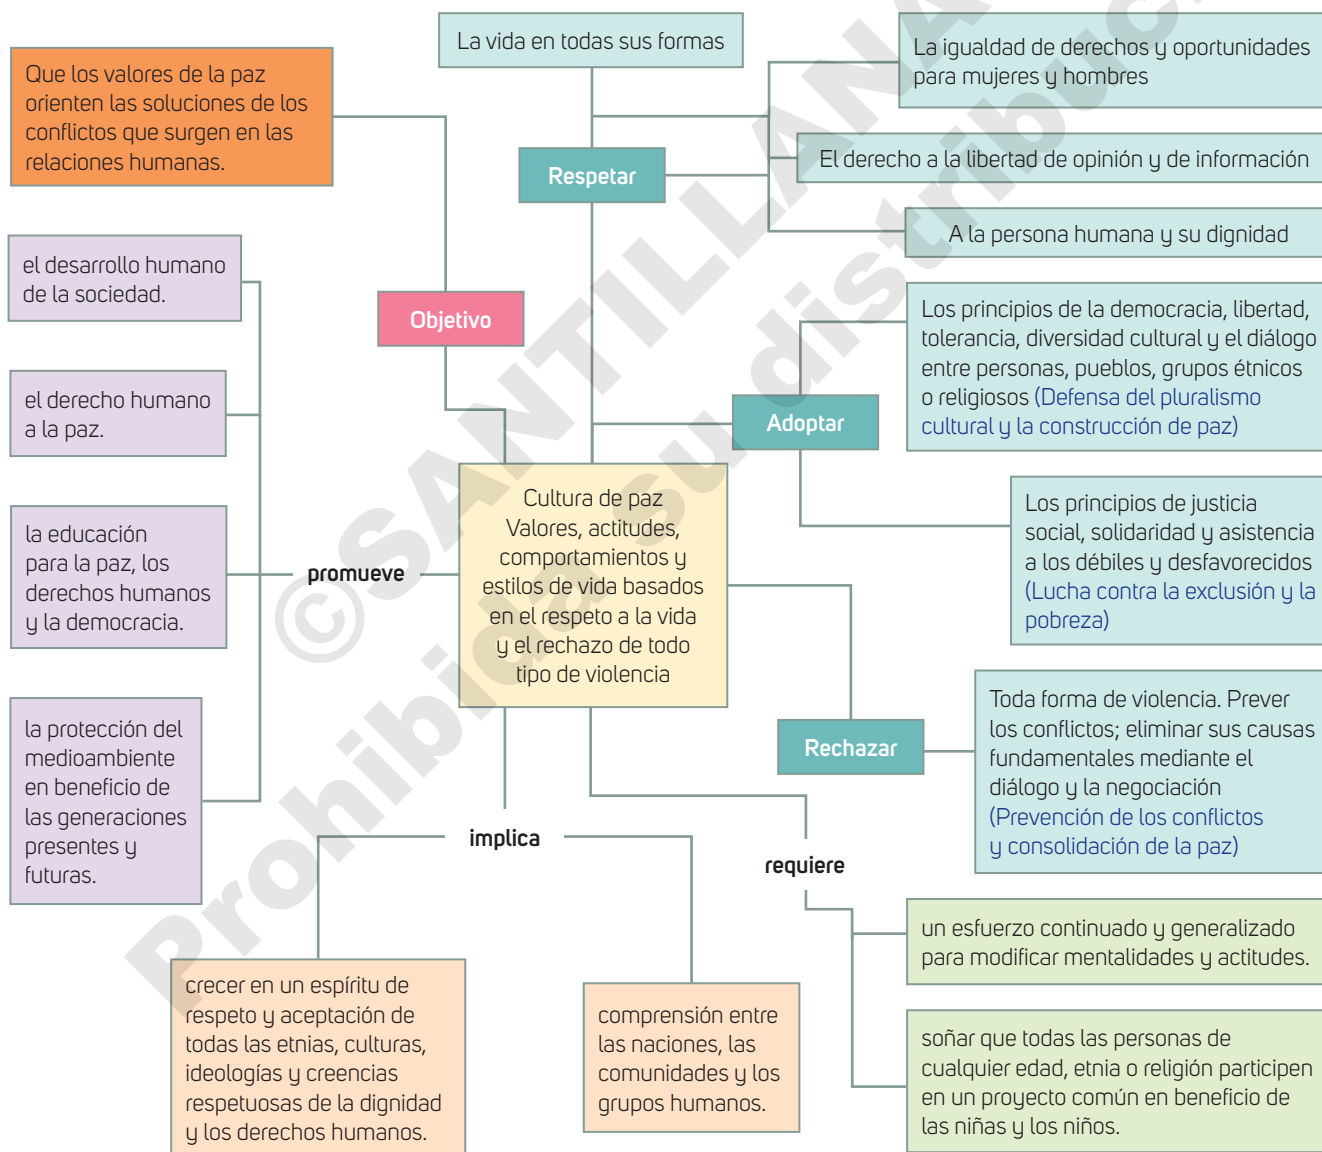 La vida en todas sus formas
La igualdad de derechos y oportunidades
para mujeres y hombres
Que los valores de la paz
orienten las soluciones de los
conflictos que surgen en las
relaciones humanas.
Respetar
El derecho a la libertad de opinión y de información
A la persona humana y su dignidad
el desarrollo humano
de la sociedad.
Objetivo
Los principios de la democracia, libertad,
tolerancia, diversidad cultural y el diálogo
entre personas, pueblos, grupos étnicos
o religiosos (Defensa del pluralismo
cultural y la construcción de paz)
el derecho humano
a la paz.
Adoptar
Cultura de paz
Valores, actitudes,
comportamientos y
estilos de vida basados
en el respeto a la vida
y el rechazo de todo
tipo de violencia
Los principios de justicia
social, solidaridad y asistencia
a los débiles y desfavorecidos
(Lucha contra la exclusión y la
pobreza)
la educación
para la paz, los
derechos humanos
y la democracia.
promueve
Toda forma de violencia. Prever
los conflictos; eliminar sus causas
fundamentales mediante el
diálogo y la negociación
(Prevención de los conflictos
y consolidación de la paz)
Rechazar
la protección del
medioambiente
en beneficio de
las generaciones
presentes y
futuras.
implica
requiere
un esfuerzo continuado y generalizado
para modificar mentalidades y actitudes.
crecer en un espíritu de
respeto y aceptación de
todas las etnias, culturas,
ideologías y creencias
respetuosas de la dignidad
y los derechos humanos.
comprensión entre
las naciones, las
comunidades y los
grupos humanos.
soñar que todas las personas de
cualquier edad, etnia o religión participen
en un proyecto común en beneficio de
las niñas y los niños.
©SANTILLANA
Prohibida su